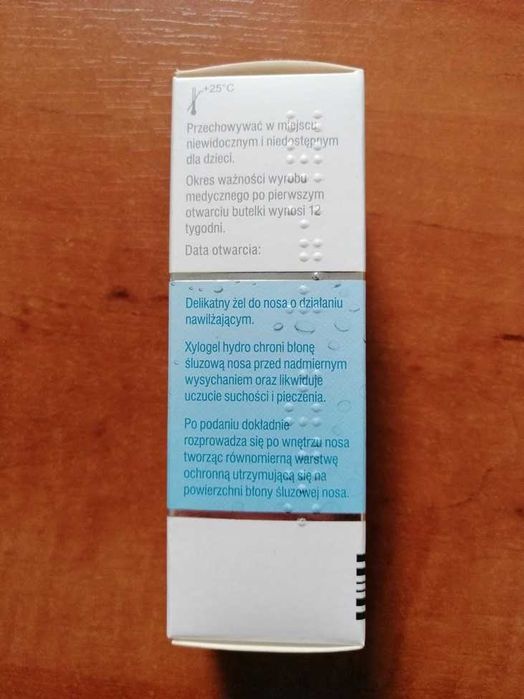 +25°C
Przechowywać w miejscu
niewidocznym i niedostępnym
dla dzieci.
Okres ważności wyrobu
medycznego po pierwszym
otwarciu butelki wynosi 12
tygodni.
Data otwarcia:
Delikatny żel do nosa o działaniu
nawilżającym.
Xylogel hydro chroni błonę
śluzową nosa przed nadmiernym
wysychaniem oraz likwiduje
uczucie suchości i pieczenia.
Po podaniu dokładnie
rozprowadza się po wnętrzu nosa
tworząc równomierną warstwę
ochronną utrzymującą się na
powierzchni błony śluzowej nosa.